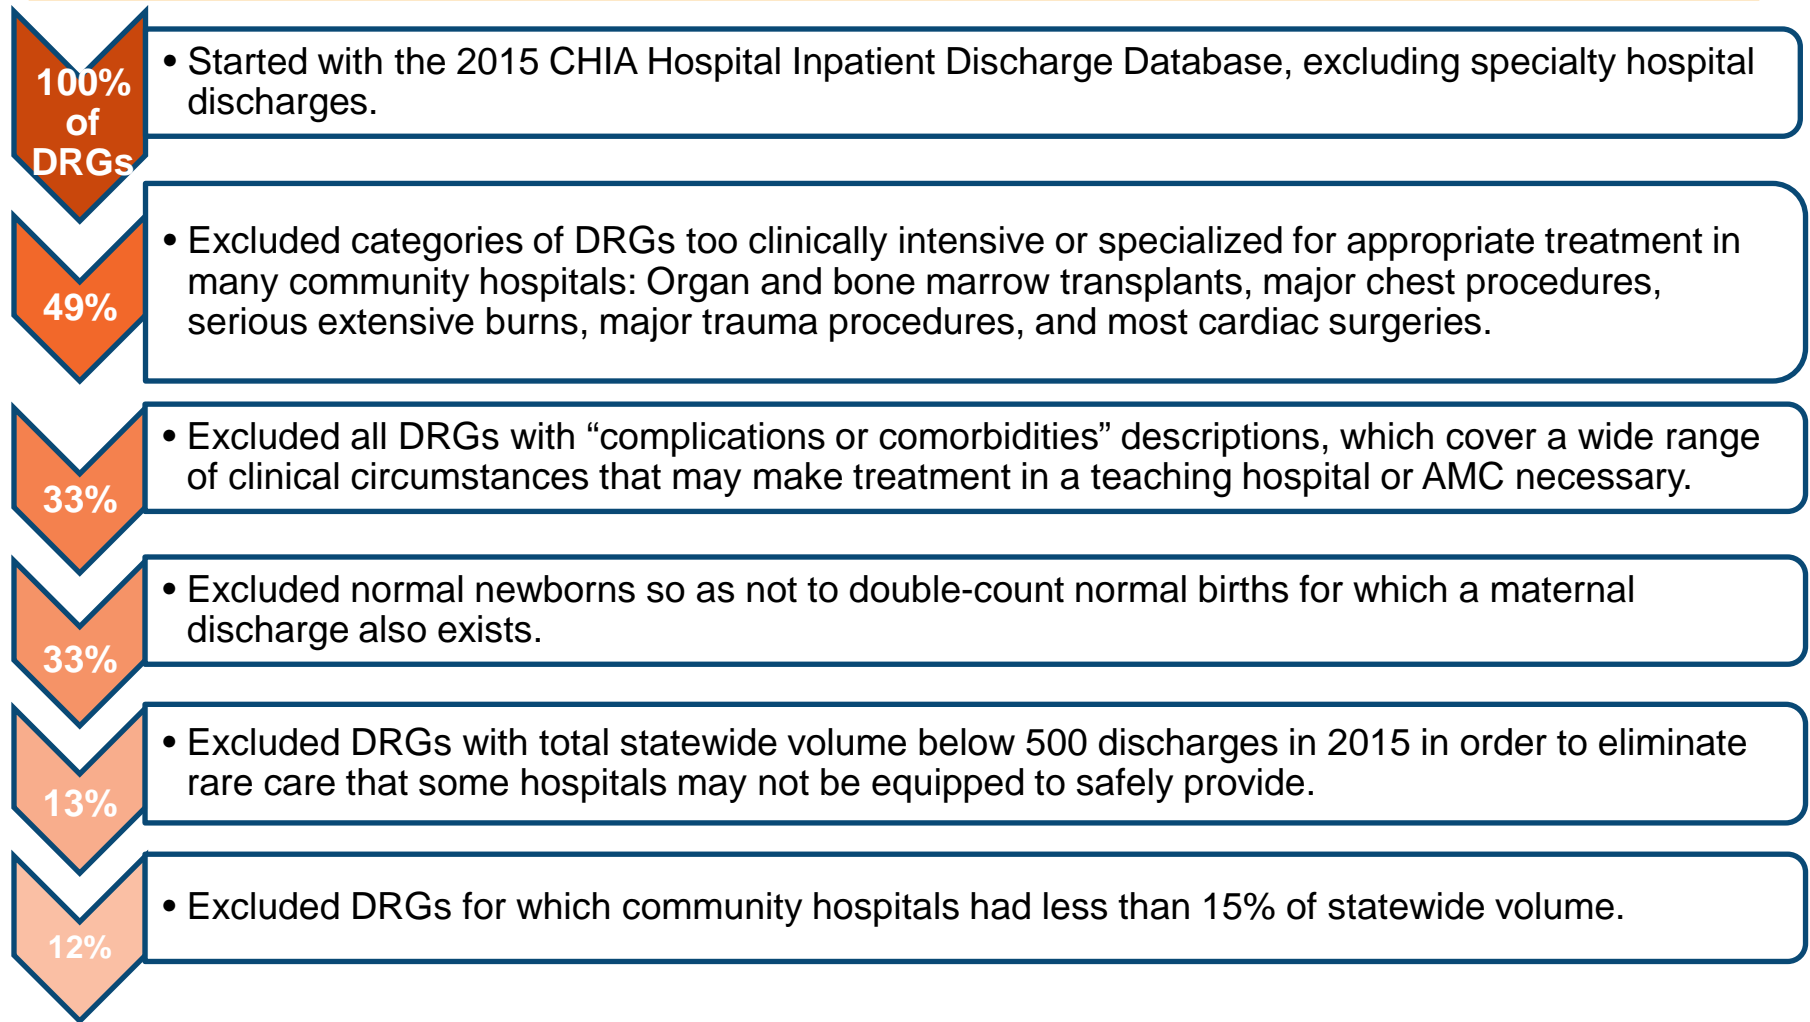 100%
of
DRGs
• Started with the 2015 CHIA Hospital Inpatient Discharge Database, excluding specialty hospital
discharges.
49%
• Excluded categories of DRGs too clinically intensive or specialized for appropriate treatment in
many community hospitals: Organ and bone marrow transplants, major chest procedures,
serious extensive burns, major trauma procedures, and most cardiac surgeries.
33%
• Excluded all DRGs with “complications or comorbidities” descriptions, which cover a wide range
of clinical circumstances that may make treatment in a teaching hospital or AMC necessary.
33%
• Excluded normal newborns so as not to double-count normal births for which a maternal
discharge also exists.
13%
• Excluded DRGs with total statewide volume below 500 discharges in 2015 in order to eliminate
rare care that some hospitals may not be equipped to safely provide.
12%
• Excluded DRGs for which community hospitals had less than 15% of statewide volume.